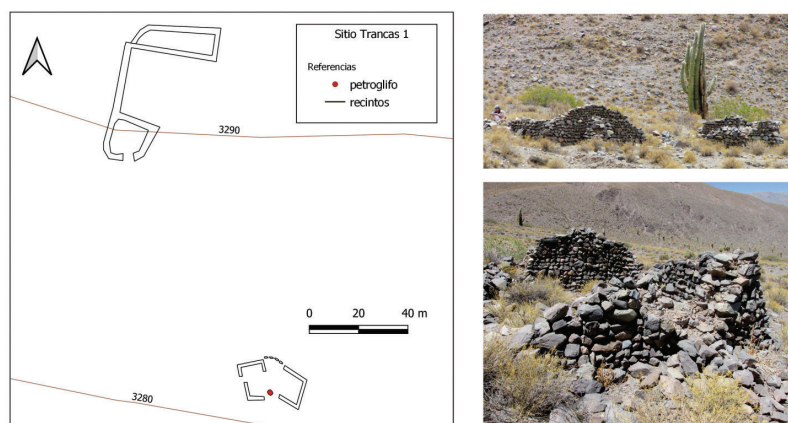 Sitio Trancas 1
Referencias
petroglifo
recintos
3290
0 20 40 m
3280